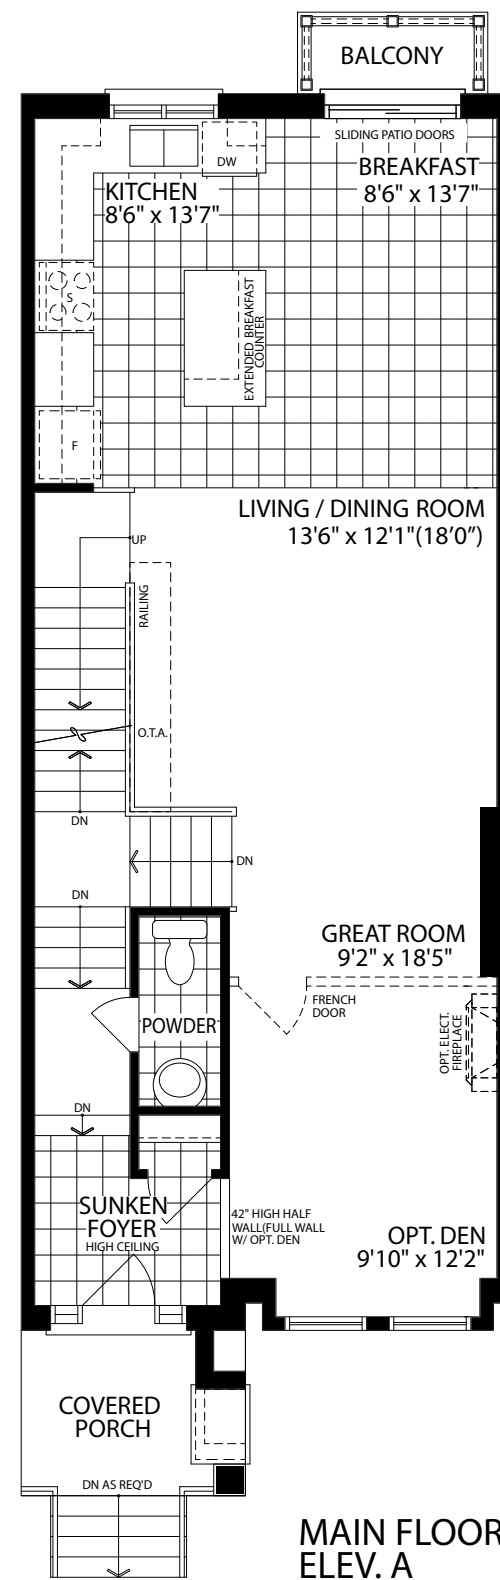 BALCONY
SLIDING PATIO DOORS
DW
BREAKFAST
8'6" x 13'7"
KITCHEN
8'6" x 13'7"
S
EXTENDED BREAKFAST
COUNTER
F
LIVING / DINING ROOM
13'6" x 12'1"(18'0")
UP
RAILING
O.T.A.
DN
DN
DN
GREAT ROOM
9'2" x 18'5"
FRENCH
DOOR
POWDER
OPT. ELECT.
FIREPLACE
DN
SUNKEN
FOYER
HIGH CEILING
42" HIGH HALF
WALL(FULL WALL
W/ OPT. DEN
OPT. DEN
9'10" x 12'2"
COVERED
PORCH
DN AS REQ'D
MAIN FLOOR
ELEV. A